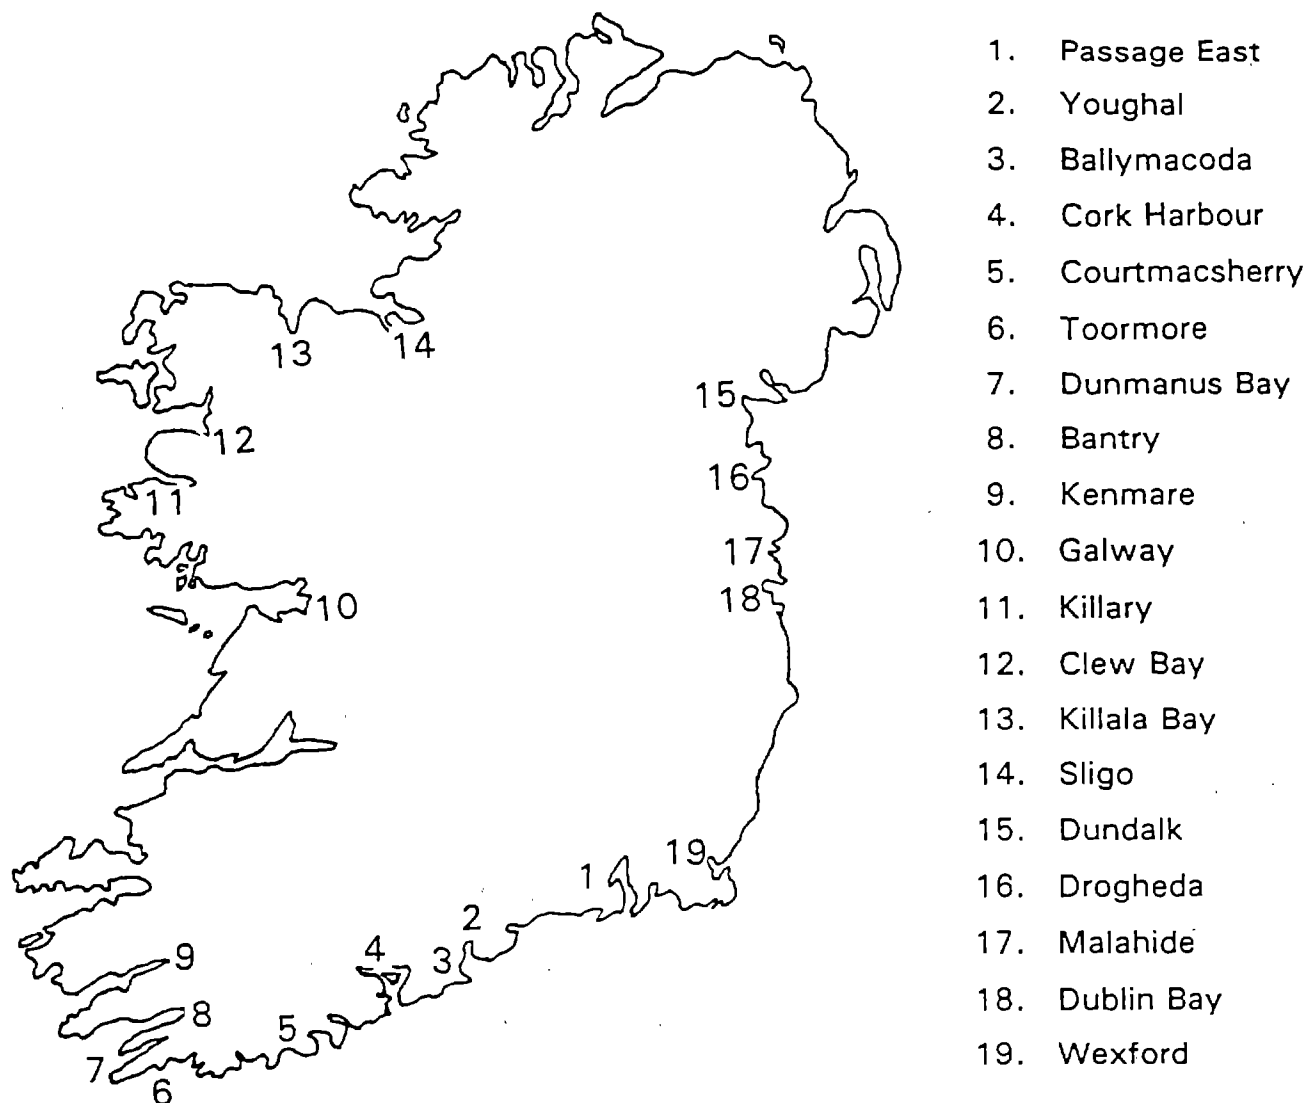 1. Passage East
2. Youghal
3. Ballymacoda
4. Cork Harbour
5. Courtmacsherry
6. Toormore
7. Dunmanus Bay
8. Bantry
9. Kenmare
10. Galway
11. Killary
12. Clew Bay
13. Killala Bay
14. Sligo
15. Dundalk
16. Drogheda
17. Malahide
18. Dublin Bay
19. Wexford
13
14
15
12
16
11
17
10
18
19
1
2
4
3
9
8
5
7
6